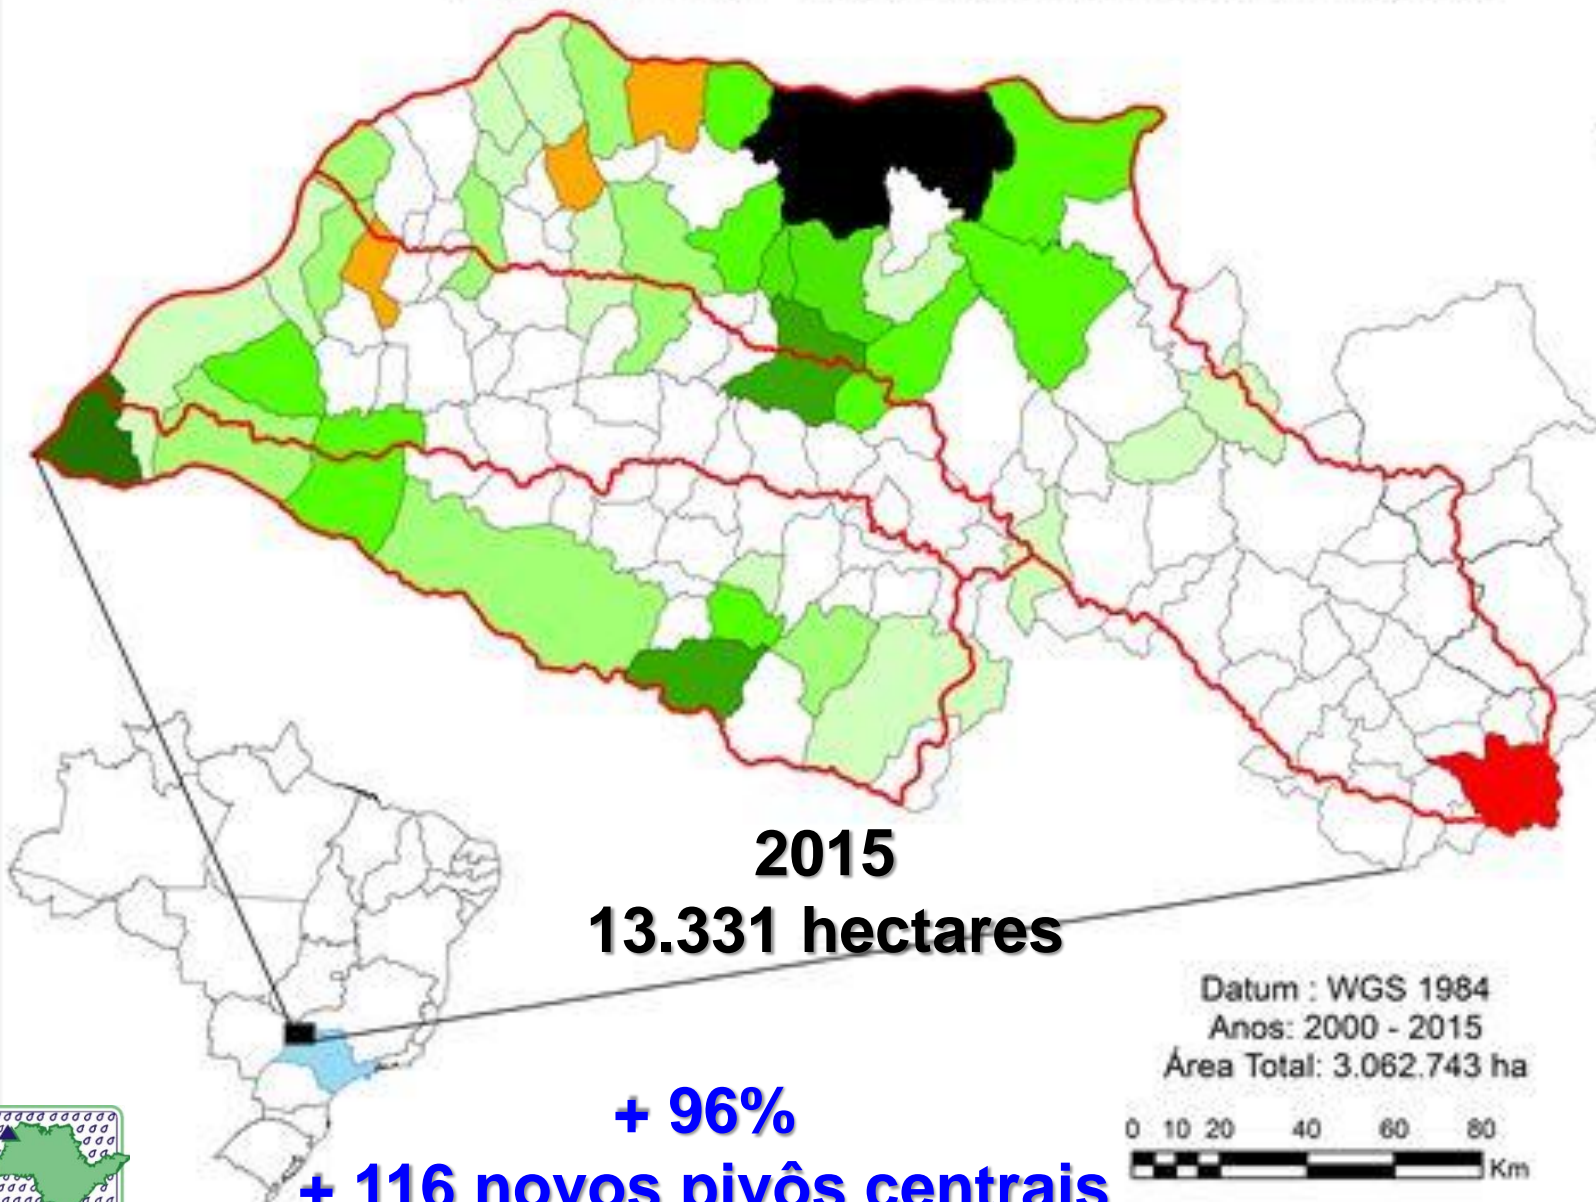 2015
13.331 hectares
Datum : WGS 1984
Anos: 2000 - 2015
Área Total: 3.062.743 ha
0 10 20 40 60 80
Km
+ 96%
+ 116 novos pivôs centrais